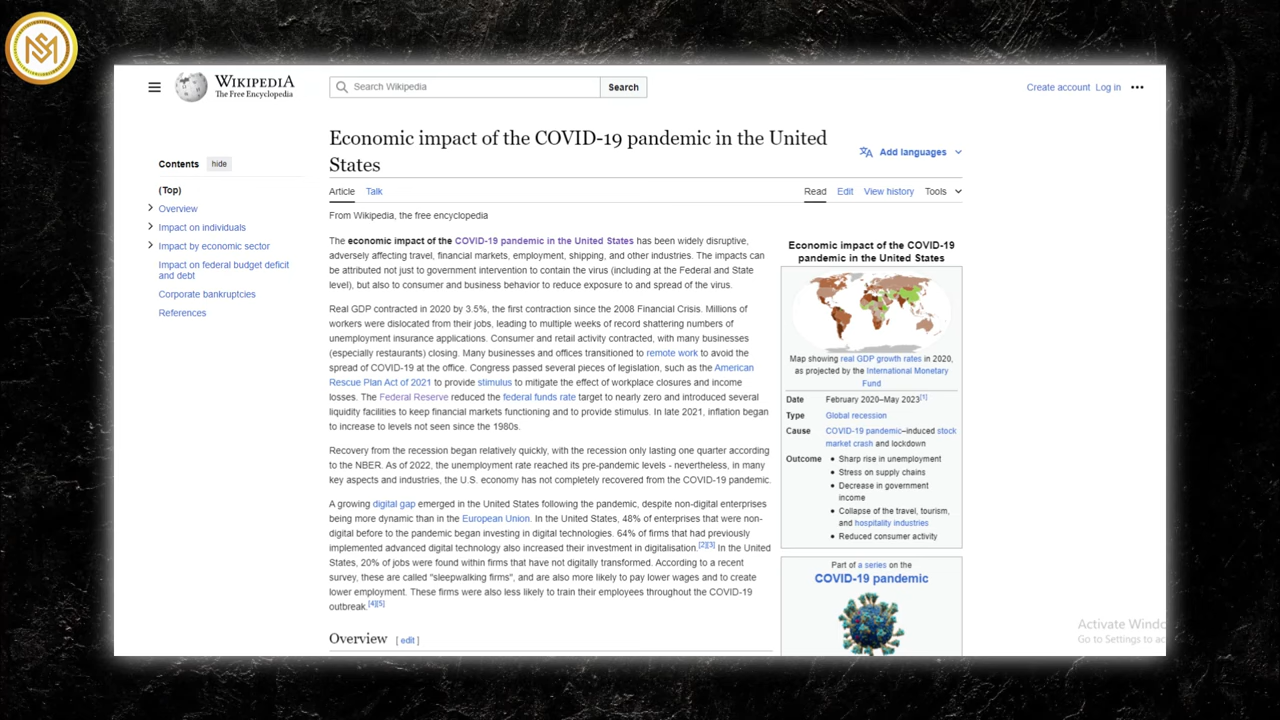 WIKIPEDIA
The Free Encyclopedia
Search Wikipedia
Search
Create account Log in
Contents hide
(Top)
Overview
Impact on individuals
Impact by economic sector
Impact on federal budget deficit
and debt
Corporate bankruptcies
References
Economic impact of the COVID-19 pandemic in the United
States
Add languages
Article Talk
Read Edit View history Tools
From Wikipedia, the free encyclopedia
The economic impact of the COVID-19 pandemic in the United States has been widely disruptive,
adversely affecting travel, financial markets, employment, shipping, and other industries. The impacts can
be attributed not just to government intervention to contain the virus (including at the Federal and State
level), but also to consumer and business behavior to reduce exposure to and spread of the virus.
Real GDP contracted in 2020 by 3.5%, the first contraction since the 2008 Financial Crisis. Millions of
workers were dislocated from their jobs, leading to multiple weeks of record shattering numbers of
unemployment insurance applications. Consumer and retail activity contracted, with many businesses
(especially restaurants) closing. Many businesses and offices transitioned to remote work to avoid the
spread of COVID-19 at the office. Congress passed several pieces of legislation, such as the American
Rescue Plan Act of 2021 to provide stimulus to mitigate the effect of workplace closures and income
losses. The Federal Reserve reduced the federal funds rate target to nearly zero and introduced several
liquidity facilities to keep financial markets functioning and to provide stimulus. In late 2021, inflation began
to increase to levels not seen since the 1980s.
Recovery from the recession began relatively quickly, with the recession only lasting one quarter according
to the NBER. As of 2022, the unemployment rate reached its pre-pandemic levels - nevertheless, in many
key aspects and industries, the U.S. economy has not completely recovered from the COVID-19 pandemic.
A growing digital gap emerged in the United States following the pandemic, despite non-digital enterprises
being more dynamic than in the European Union. In the United States, 48% of enterprises that were non-
digital before to the pandemic began investing in digital technologies. 64% of firms that had previously
implemented advanced digital technology also increased their investment in digitalisation.[2][3] In the United
States, 20% of jobs were found within firms that have not digitally transformed. According to a recent
survey, these are called "sleepwalking firms", and are also more likely to pay lower wages and to create
lower employment. These firms were also less likely to train their employees throughout the COVID-19
outbreak.[4][5]
Overview [ edit ]
Economic impact of the COVID-19
pandemic in the United States
Map showing real GDP growth rates in 2020,
as projected by the International Monetary
Fund
Date February 2020–May 2023[1]
Type Global recession
Cause COVID-19 pandemic–induced stock
market crash and lockdown
Outcome • Sharp rise in unemployment
• Stress on supply chains
• Decrease in government
income
• Collapse of the travel, tourism,
and hospitality industries
• Reduced consumer activity
Part of a series on the
COVID-19 pandemic
Activate Windo
Go to Settings to ac